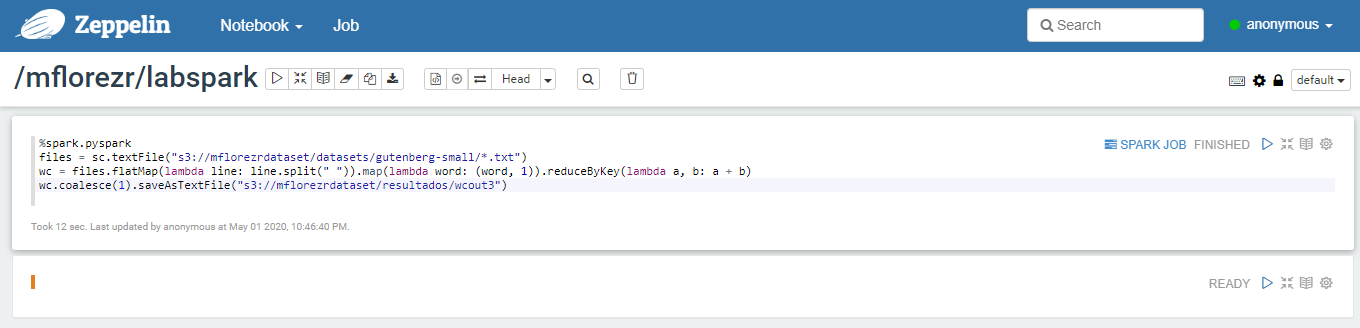 Zeppelin Notebook Job Search anonymous
/mflorezr/labspark Head default
%spark.pyspark SPARK JOB FINISHED
files = sc.textFile("s3://mflorezrdataset/datasets/gutenberg-small/*.txt")
wc = files.flatMap(lambda line: line.split(" ")).map(lambda word: (word, 1)).reduceByKey(lambda a, b: a + b)
wc.coalesce(1).saveAsTextFile("s3://mflorezrdataset/resultados/wcout3")
Took 12 sec. Last updated by anonymous at May 01 2020, 10:46:40 PM.
READY